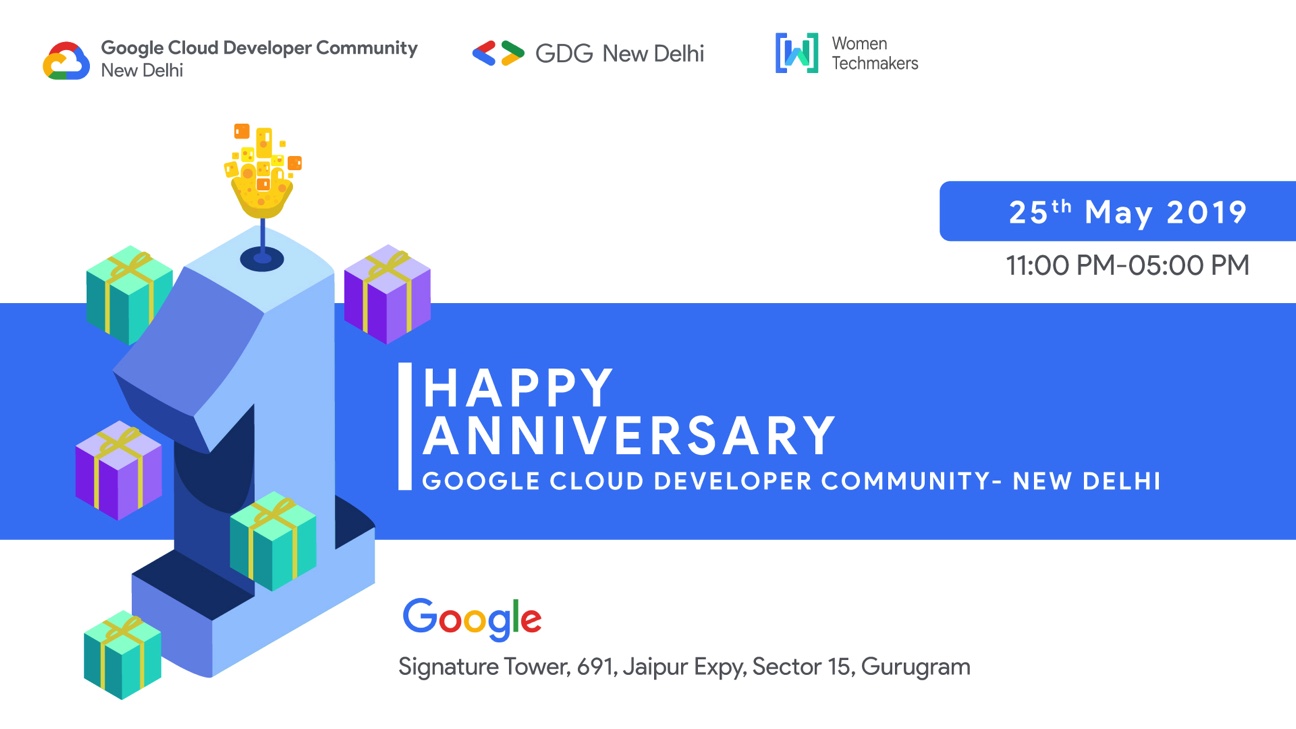 Google Cloud Developer Community
New Delhi
GDG New Delhi
Women
Techmakers
25th May 2019
11:00 PM-05:00 PM
HAPPY
ANNIVERSARY
GOOGLE CLOUD DEVELOPER COMMUNITY- NEW DELHI
Google
Signature Tower, 691, Jaipur Expy, Sector 15, Gurugram